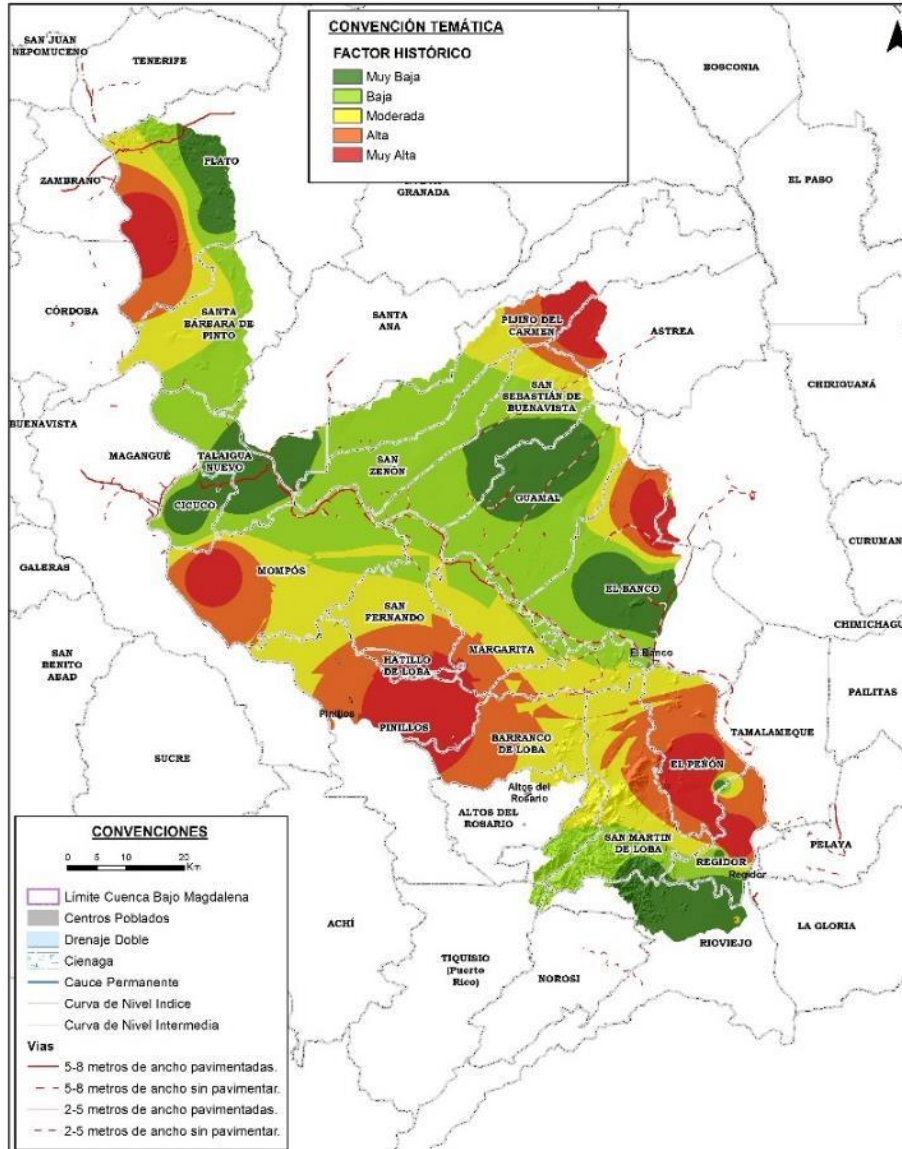 CONVENCIÓN TEMÁTICA
FACTOR HISTÓRICO
Muy Baja
Baja
Moderada
Alta
Muy Alta
SAN JUAN
NEPOMUCENO
TENERIFE
BOSCONIA
PLATO
ZAMBRANO
GRANADA
EL PASO
CÓRDOBA
SANTA
BÁRBARA DE
PINTO
SANTA
ANA
PIJIÑO DEL
CARMEN
ASTREA
CHIRIGUANÁ
SAN
SEBASTIÁN DE
BUENAVISTA
BUENAVISTA
MAGANGUÉ
TALAIGUA
NUEVO
SAN
ZENÓN
GUAMAL
CICUCO
CURUMAN
GALERAS
MOMPÓS
EL BANCO
SAN
FERNANDO
CHIMICHAGU
SAN
BENITO
ABAD
MARGARITA
El Banco
HATILLO
DE LOBA
PAILITAS
Pinillos
PINILLOS
TAMALAMEQUE
SUCRE
BARRANCO
DE LOBA
EL PEÑÓN
Altos del
Rosario
ALTOS DEL
ROSARIO
SAN MARTIN
DE LOBA
REGIDOR
Regidor
PELAYA
ACHÍ
LA GLORIA
RIOVIEJO
TIQUISIO
(Puerto
Rico)
NOROSI
CONVENCIONES
0 5 10 20
Km
Límite Cuenca Bajo Magdalena
Centros Poblados
Drenaje Doble
Cienaga
Cauce Permanente
Curva de Nivel Indice
Curva de Nivel Intermedia
Vias
5-8 metros de ancho pavimentadas.
5-8 metros de ancho sin pavimentar.
2-5 metros de ancho pavimentadas.
2-5 metros de ancho sin pavimentar.